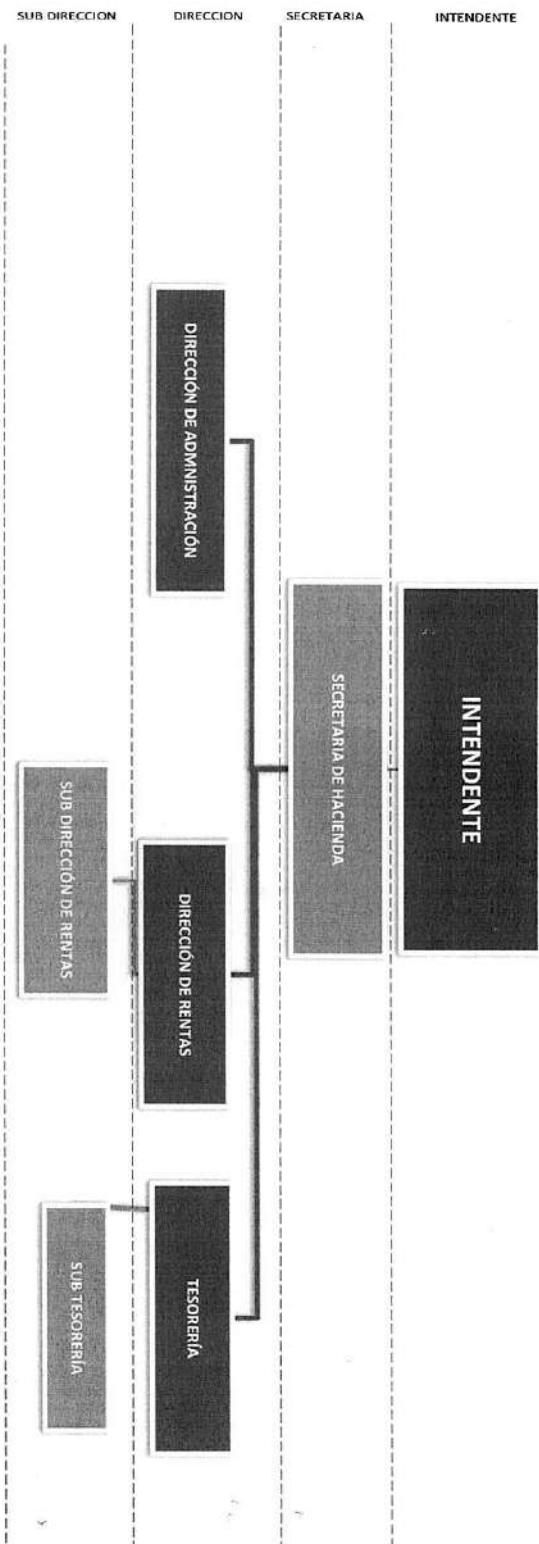 INTENDENTE
SECRETARIA
DIRECCION
SUB DIRECCION
INTENDENTE
SECRETARIA DE HACIENDA
DIRECCIÓN DE ADMNISTRACIÓN
DIRECCIÓN DE RENTAS
TESORERÍA
SUB DIRECCIÓN DE RENTAS
SUB TESORERÍA